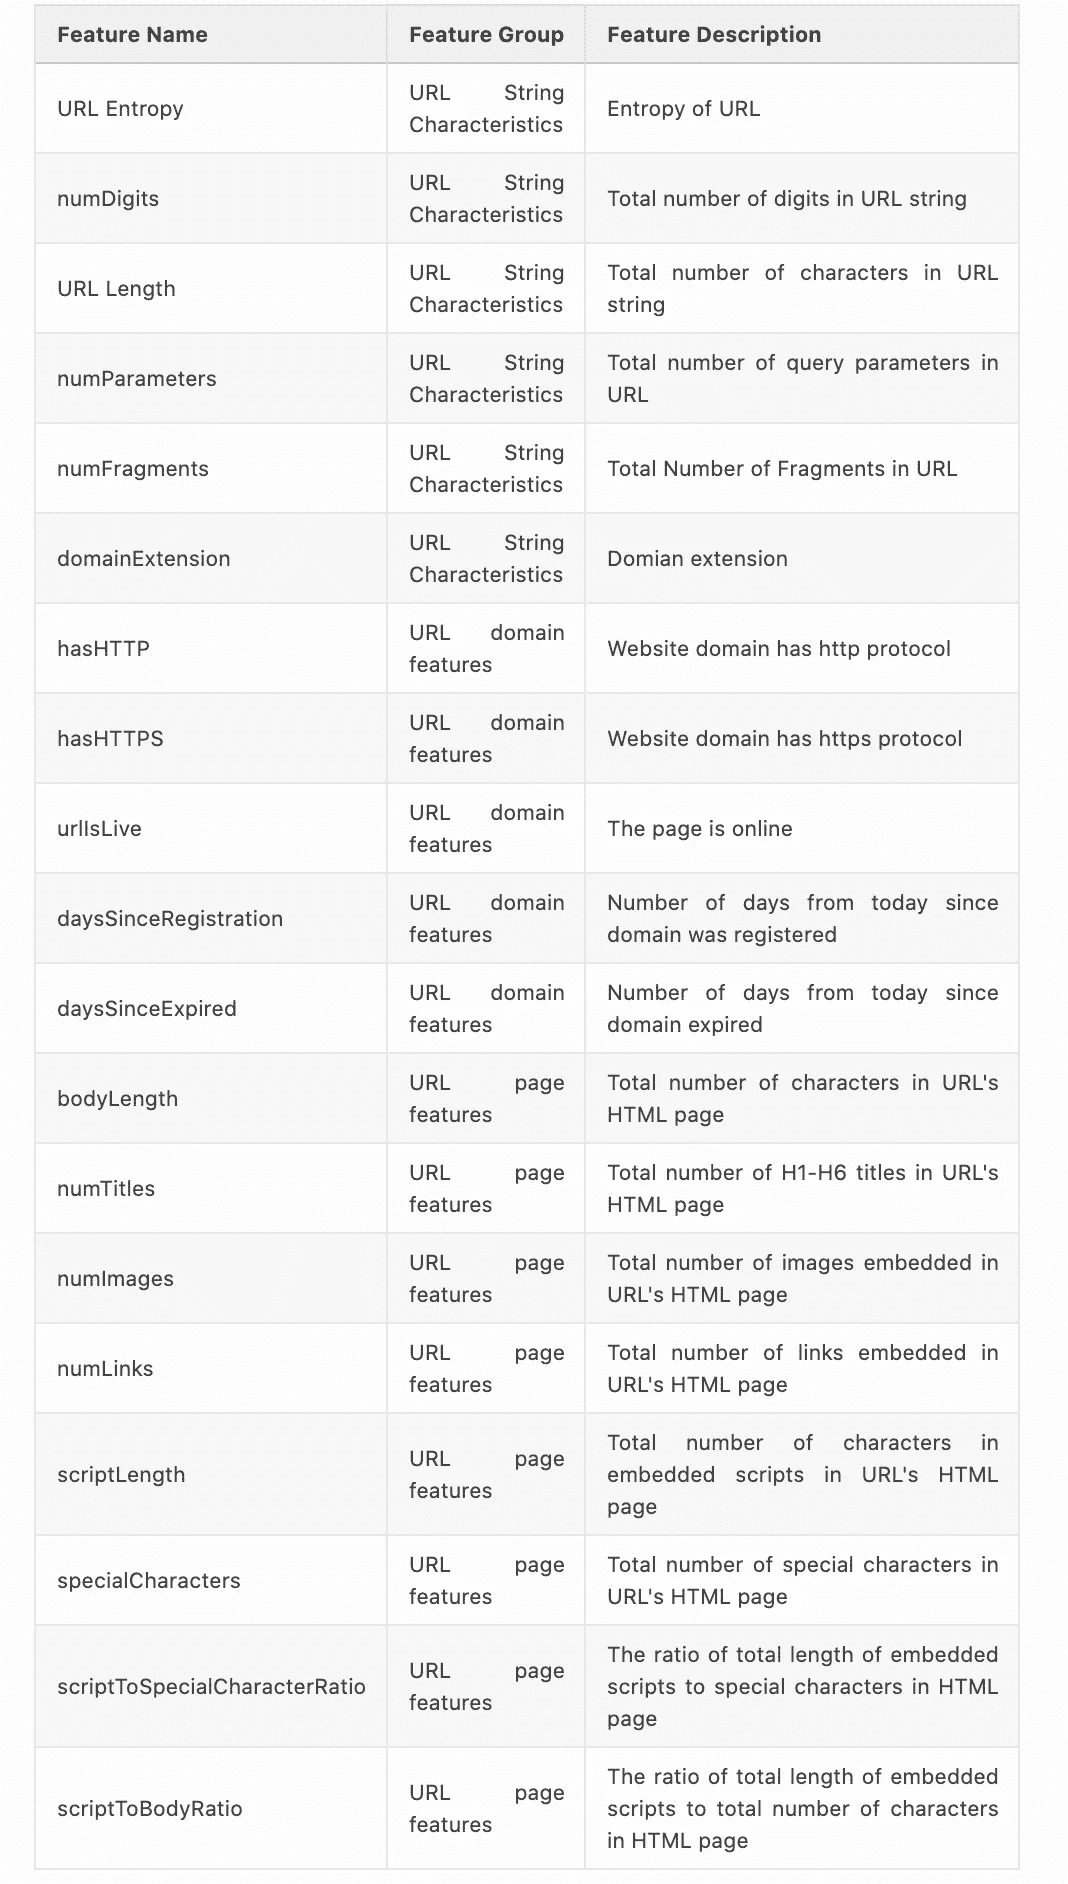 Feature Name Feature Group Feature Description
URL Entropy URL String Characteristics Entropy of URL
numDigits URL String Characteristics Total number of digits in URL string
URL Length URL String Characteristics Total number of characters in URL string
numParameters URL String Characteristics Total number of query parameters in URL
numFragments URL String Characteristics Total Number of Fragments in URL
domainExtension URL String Characteristics Domian extension
hasHTTP URL domain features Website domain has http protocol
hasHTTPS URL domain features Website domain has https protocol
urlIsLive URL domain features The page is online
daysSinceRegistration URL domain features Number of days from today since domain was registered
daysSinceExpired URL domain features Number of days from today since domain expired
bodyLength URL page features Total number of characters in URL's HTML page
numTitles URL page features Total number of H1-H6 titles in URL's HTML page
numImages URL page features Total number of images embedded in URL's HTML page
numLinks URL page features Total number of links embedded in URL's HTML page
scriptLength URL page features Total number of characters in embedded scripts in URL's HTML page
specialCharacters URL page features Total number of special characters in URL's HTML page
scriptToSpecialCharacterRatio URL page features The ratio of total length of embedded scripts to special characters in HTML page
scriptToBodyRatio URL page features The ratio of total length of embedded scripts to total number of characters in HTML page